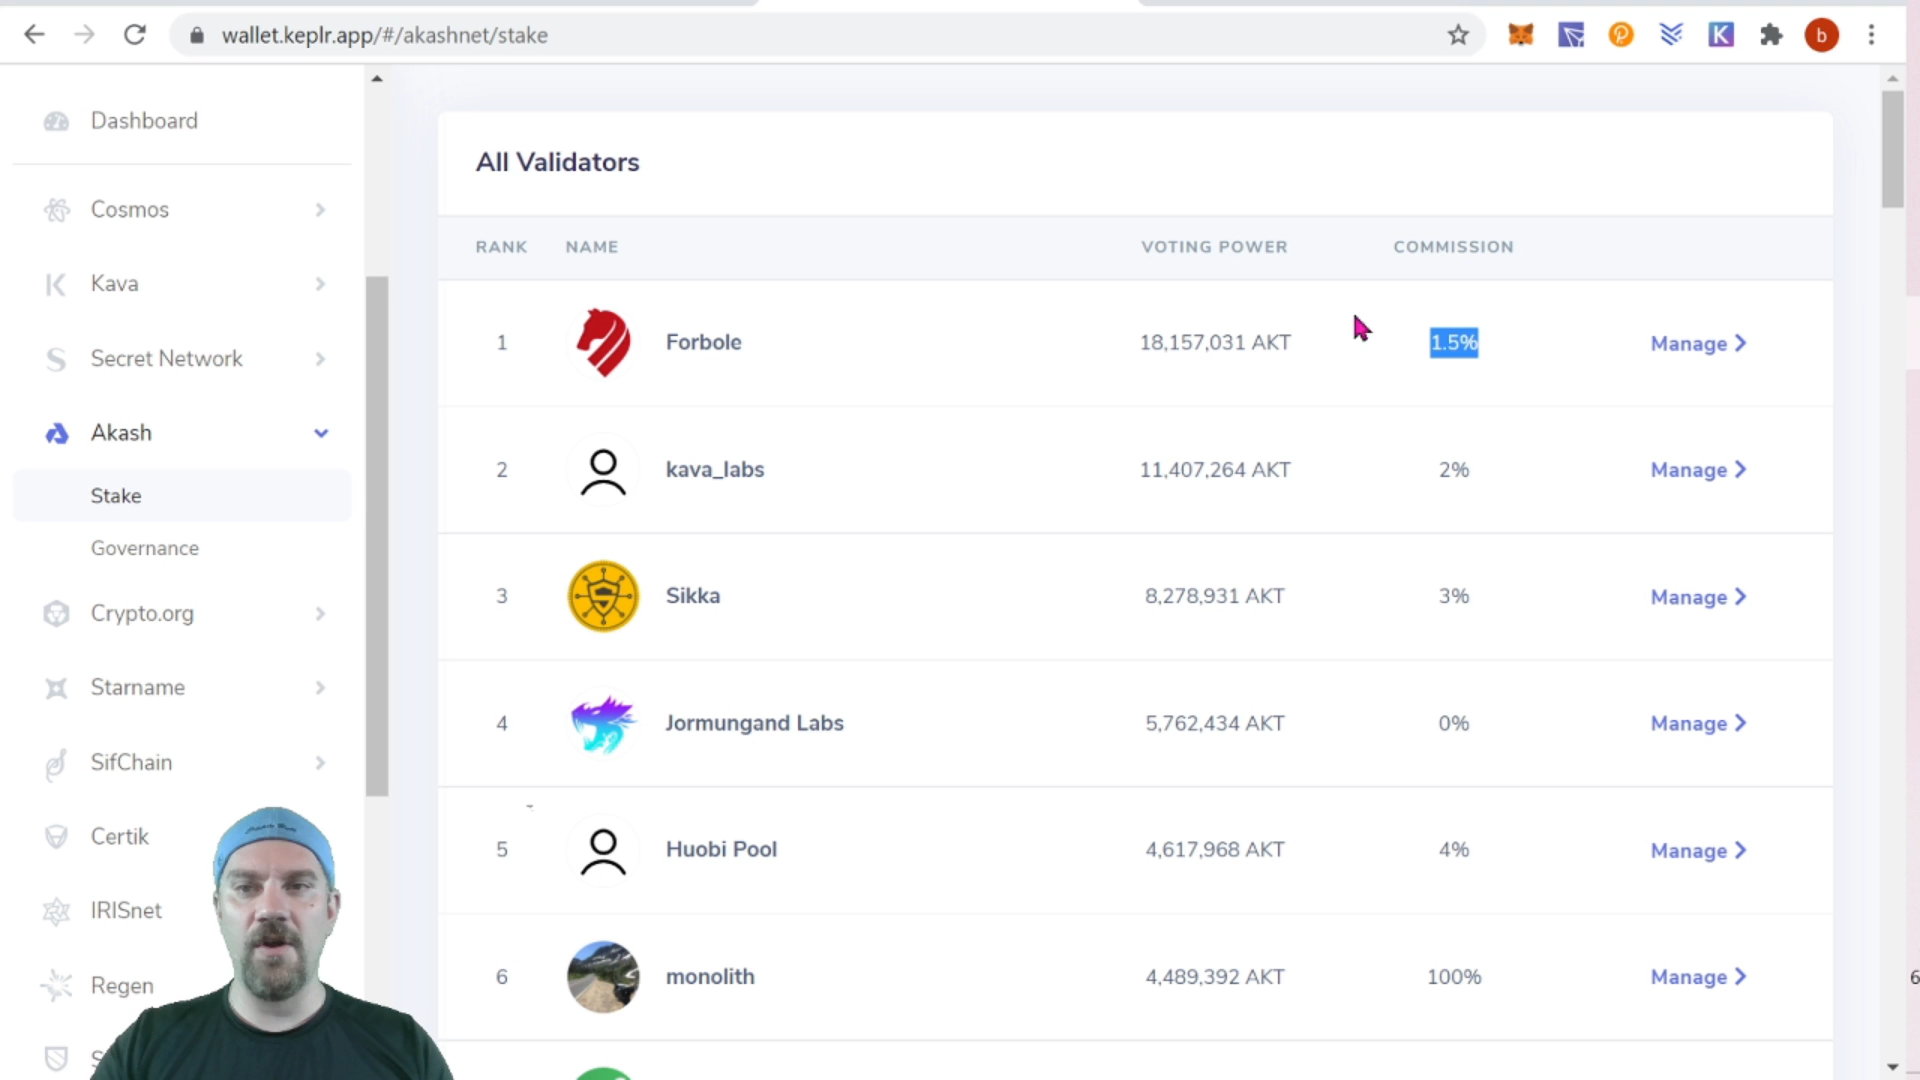 wallet.keplr.app/#/akashnet/stake
b
Dashboard
Cosmos
Kava
Secret Network
Akash
Stake
Governance
Crypto.org
Starname
SifChain
Certik
IRISnet
Regen
All Validators
RANK NAME VOTING POWER COMMISSION
1 Forbole 18,157,031 AKT 1.5% Manage
2 kava_labs 11,407,264 AKT 2% Manage
3 Sikka 8,278,931 AKT 3% Manage
4 Jormungand Labs 5,762,434 AKT 0% Manage
5 Huobi Pool 4,617,968 AKT 4% Manage
6 monolith 4,489,392 AKT 100% Manage
6